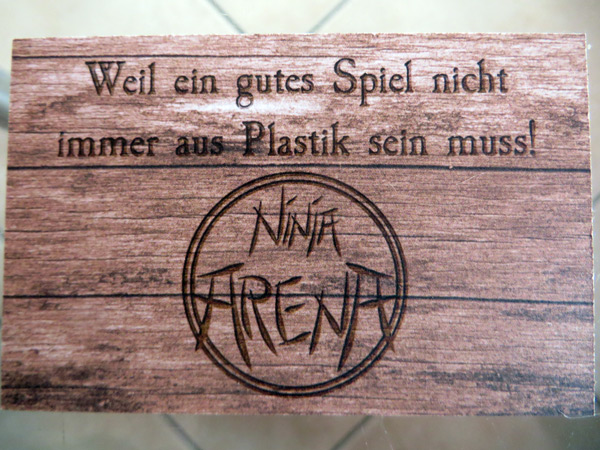 Weil ein gutes Spiel nicht
immer aus Plastik sein muss!
NINJA
ARENA